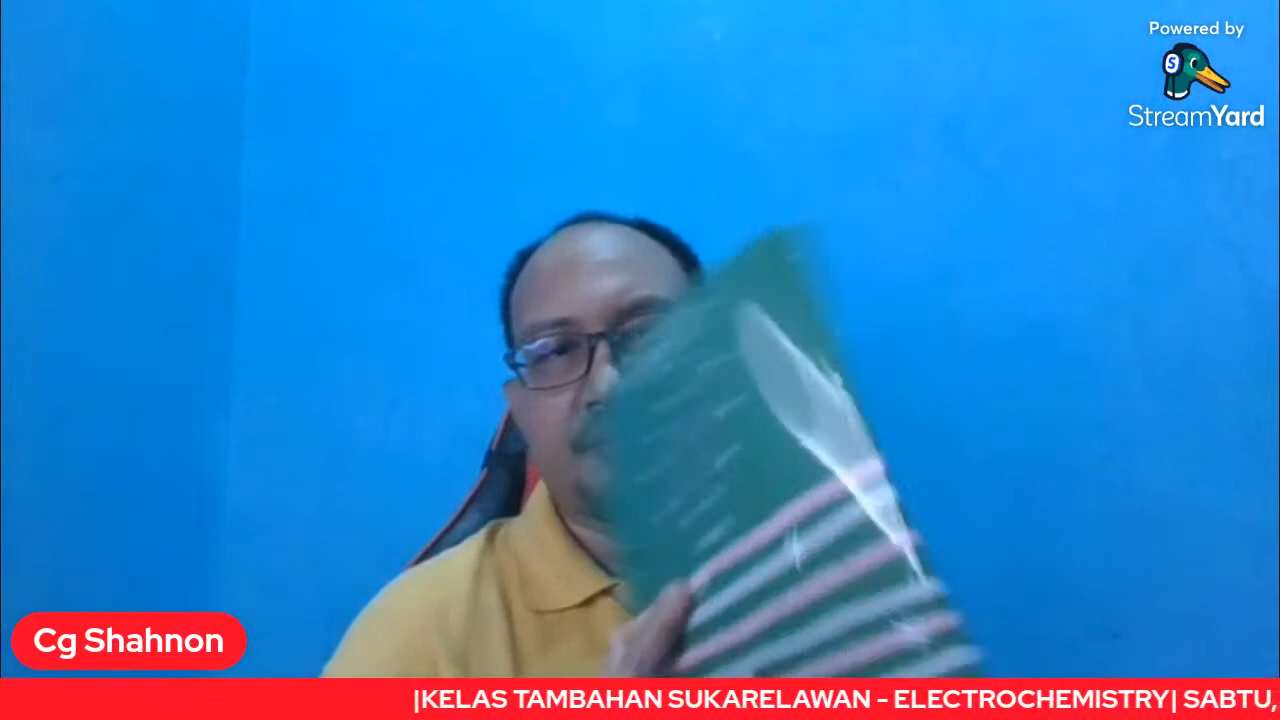 Powered by
StreamYard
Cg Shahnon
|KELAS TAMBAHAN SUKARELAWAN - ELECTROCHEMISTRY| SABTU,